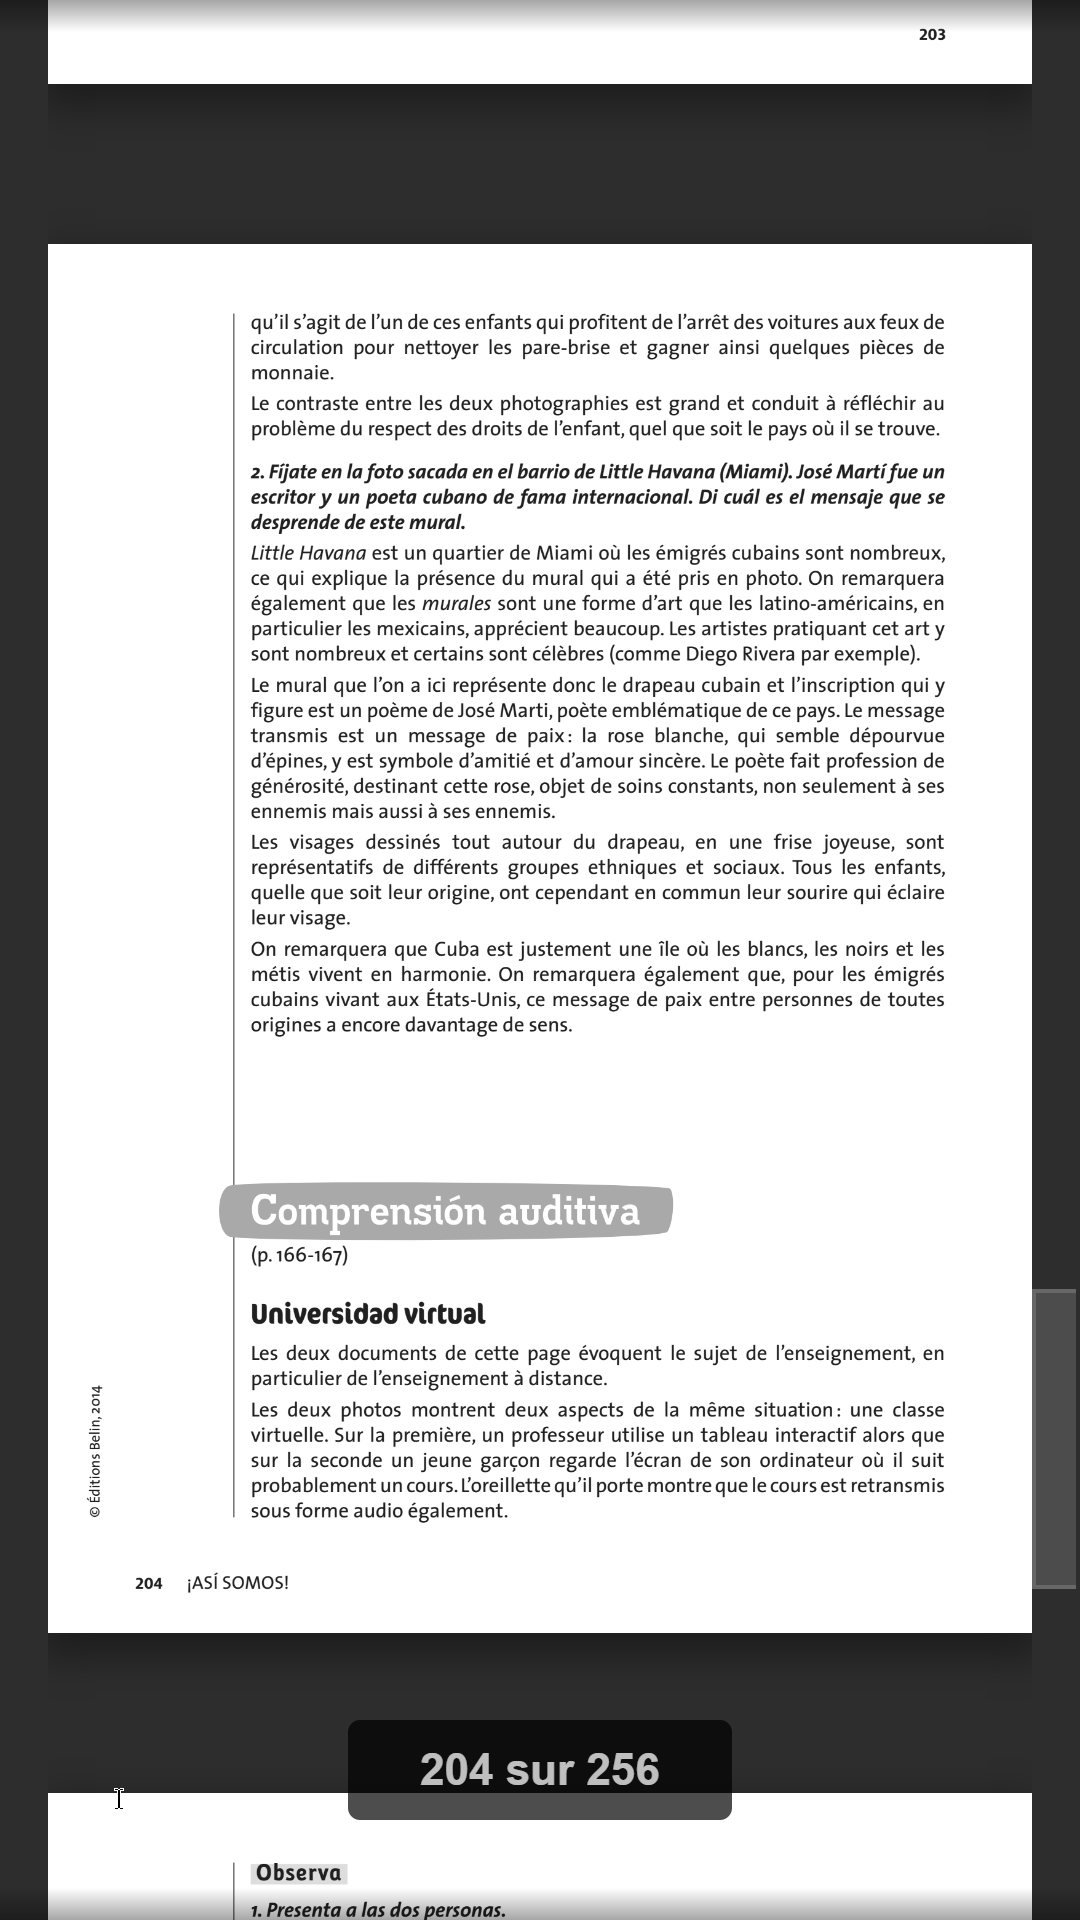 203
qu'il s'agit de l'un de ces enfants qui profitent de l'arrêt des voitures aux feux de
circulation pour nettoyer les pare-brise et gagner ainsi quelques pièces de
monnaie.
Le contraste entre les deux photographies est grand et conduit à réfléchir au
problème du respect des droits de l'enfant, quel que soit le pays où il se trouve.
2. Fíjate en la foto sacada en el barrio de Little Havana (Miami). José Martí fue un
escritor y un poeta cubano de fama internacional. Di cuál es el mensaje que se
desprende de este mural.
Little Havana est un quartier de Miami où les émigrés cubains sont nombreux,
ce qui explique la présence du mural qui a été pris en photo. On remarquera
également que les murales sont une forme d'art que les latino-américains, en
particulier les mexicains, apprécient beaucoup. Les artistes pratiquant cet art y
sont nombreux et certains sont célèbres (comme Diego Rivera par exemple).
Le mural que l'on a ici représente donc le drapeau cubain et l'inscription qui y
figure est un poème de José Marti, poète emblématique de ce pays. Le message
transmis est un message de paix : la rose blanche, qui semble dépourvue
d'épines, y est symbole d'amitié et d'amour sincère. Le poète fait profession de
générosité, destinant cette rose, objet de soins constants, non seulement à ses
ennemis mais aussi à ses ennemis.
Les visages dessinés tout autour du drapeau, en une frise joyeuse, sont
représentatifs de différents groupes ethniques et sociaux. Tous les enfants,
quelle que soit leur origine, ont cependant en commun leur sourire qui éclaire
leur visage.
On remarquera que Cuba est justement une île où les blancs, les noirs et les
métis vivent en harmonie. On remarquera également que, pour les émigrés
cubains vivant aux États-Unis, ce message de paix entre personnes de toutes
origines a encore davantage de sens.
Comprensión auditiva
(p. 166-167)
Universidad virtual
Les deux documents de cette page évoquent le sujet de l'enseignement, en
particulier de l'enseignement à distance.
Les deux photos montrent deux aspects de la même situation : une classe
virtuelle. Sur la première, un professeur utilise un tableau interactif alors que
sur la seconde un jeune garçon regarde l'écran de son ordinateur où il suit
probablement un cours. L'oreillette qu'il porte montre que le cours est retransmis
sous forme audio également.
© Éditions Belin, 2014
204 ¡ASÍ SOMOS!
204 sur 256
Observa
1. Presenta a las dos personas.